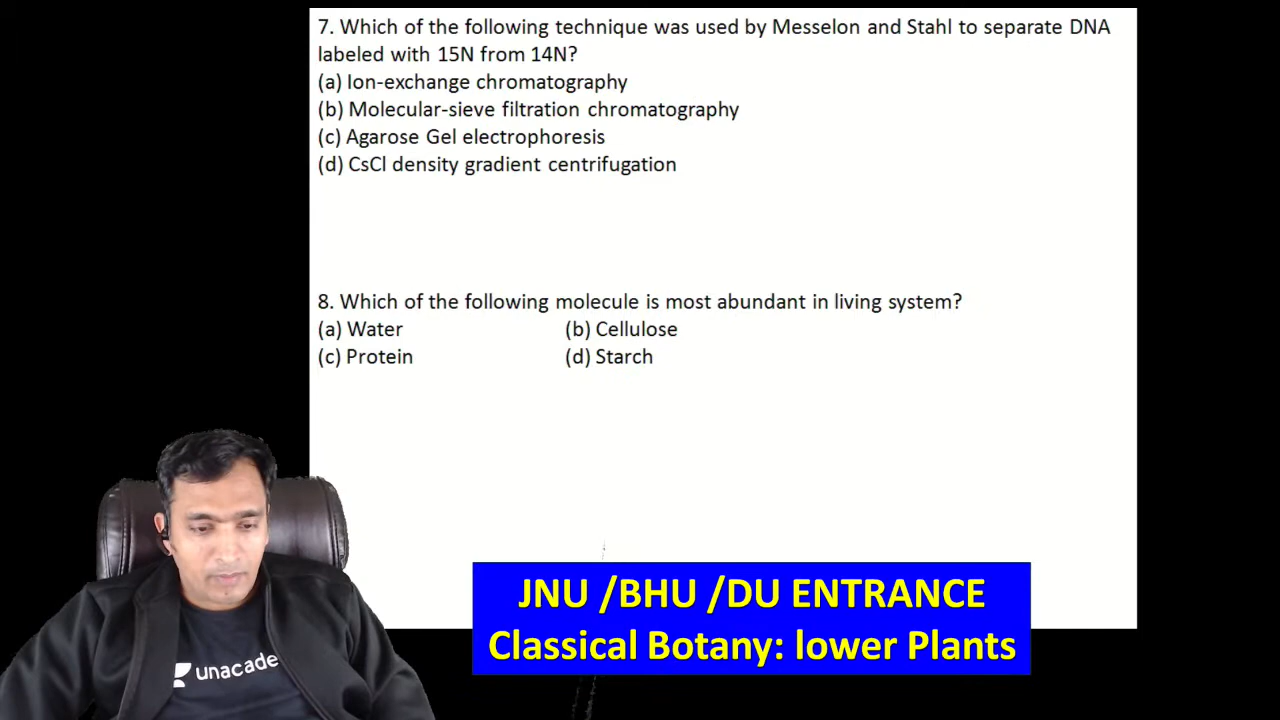 7. Which of the following technique was used by Messelon and Stahl to separate DNA
labeled with 15N from 14N?
(a) Ion-exchange chromatography
(b) Molecular-sieve filtration chromatography
(c) Agarose Gel electrophoresis
(d) CsCl density gradient centrifugation
8. Which of the following molecule is most abundant in living system?
(a) Water (b) Cellulose
(c) Protein (d) Starch
JNU /BHU /DU ENTRANCE
Classical Botany: lower Plants
unacade